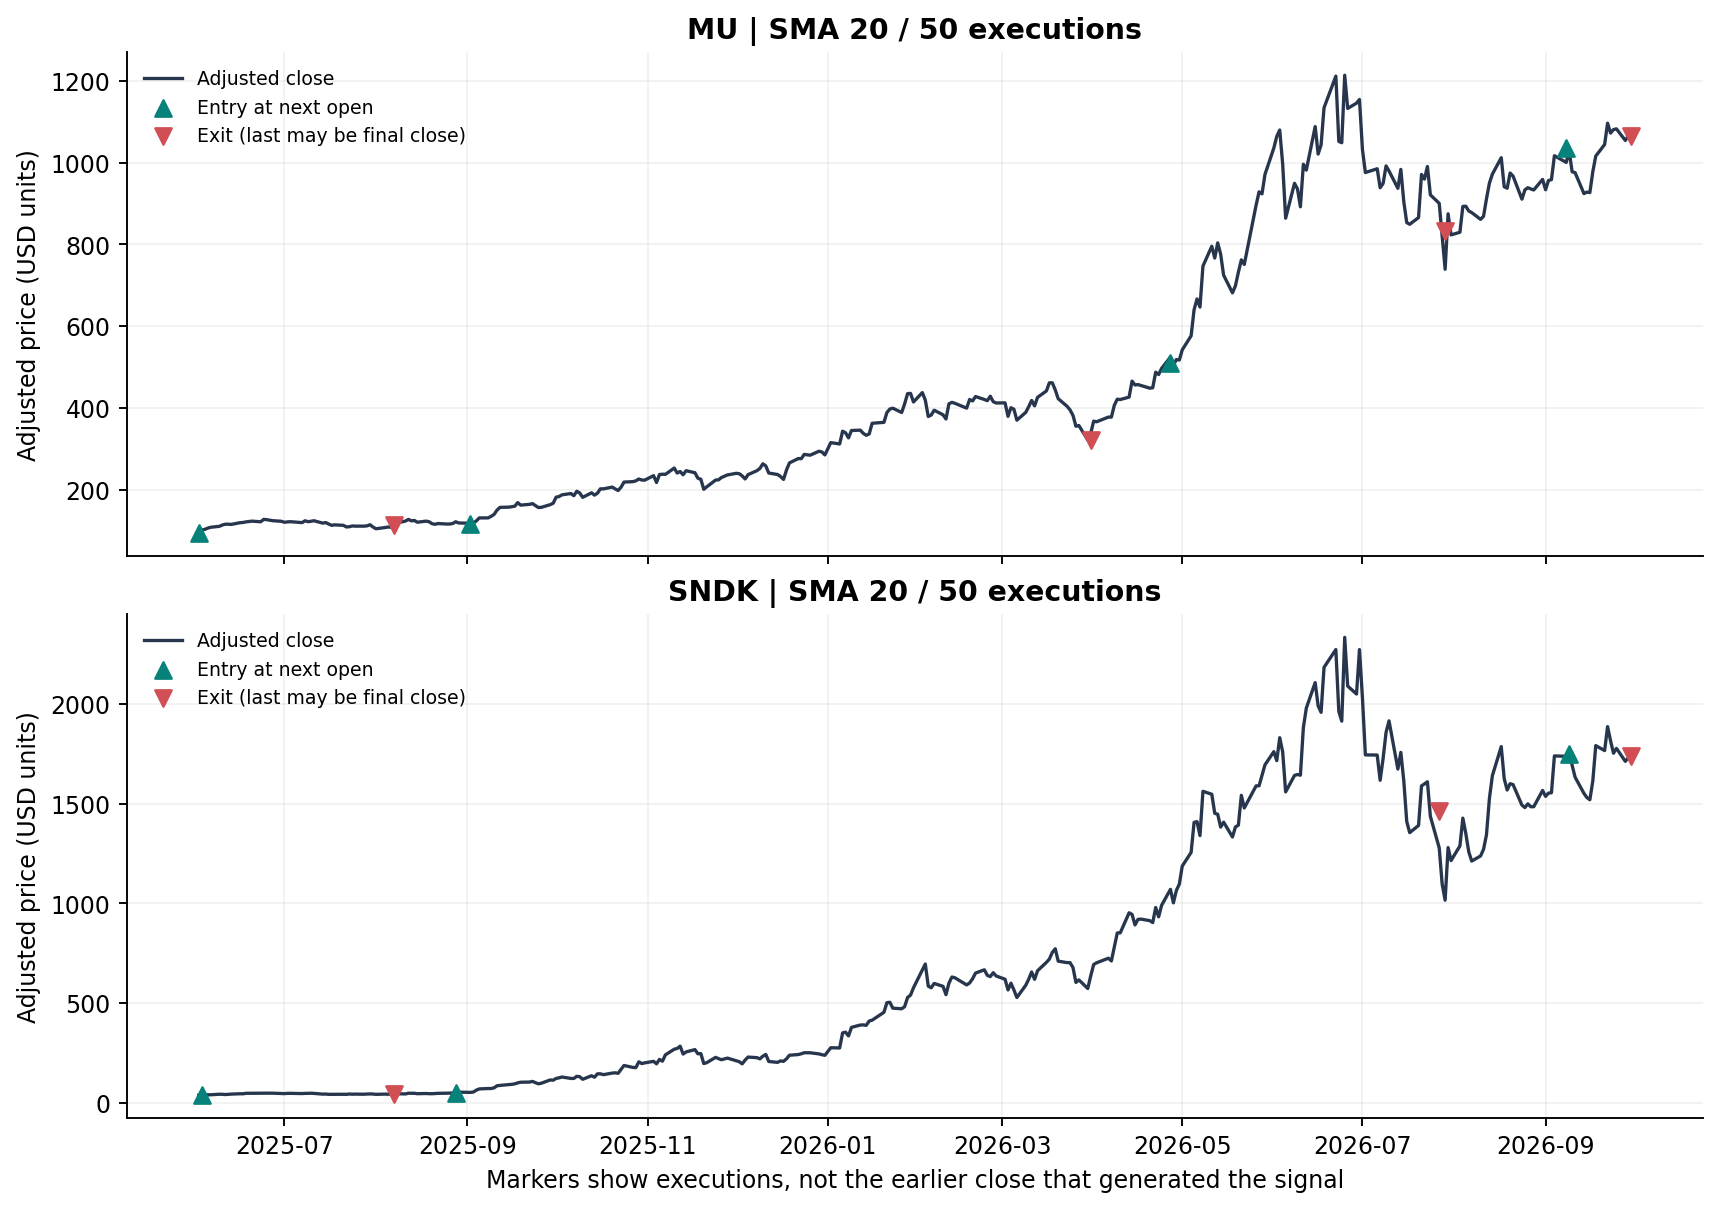 MU | SMA 20 / 50 executions
Adjusted close
Entry at next open
Exit (last may be final close)
Adjusted price (USD units)
1200
1000
800
600
400
200
SNDK | SMA 20 / 50 executions
Adjusted close
Entry at next open
Exit (last may be final close)
Adjusted price (USD units)
2000
1500
1000
500
0
2025-07 2025-09 2025-11 2026-01 2026-03 2026-05 2026-07 2026-09
Markers show executions, not the earlier close that generated the signal